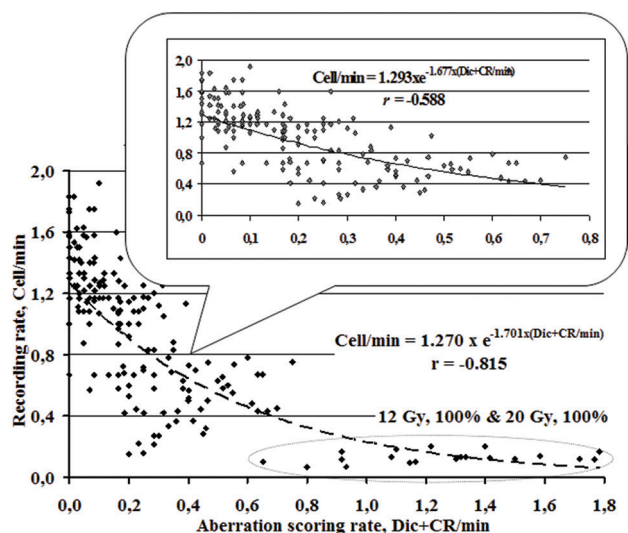 2,0
1,6
1,2
0,8
0,4
0,0
0 0,1 0,2 0,3 0,4 0,5 0,6 0,7 0,8
Cell/min = 1.293xe-1.677x(Dic+CR/min)
r = -0.588
2,0
1,6
1,2
0,8
0,4
0,0
Recording rate, Cell/min
Cell/min = 1.270 x e-1.701x(Dic+CR/min)
r = -0.815
12 Gy, 100% & 20 Gy, 100%
0,0 0,2 0,4 0,6 0,8 1,0 1,2 1,4 1,6 1,8
Aberration scoring rate, Dic+CR/min